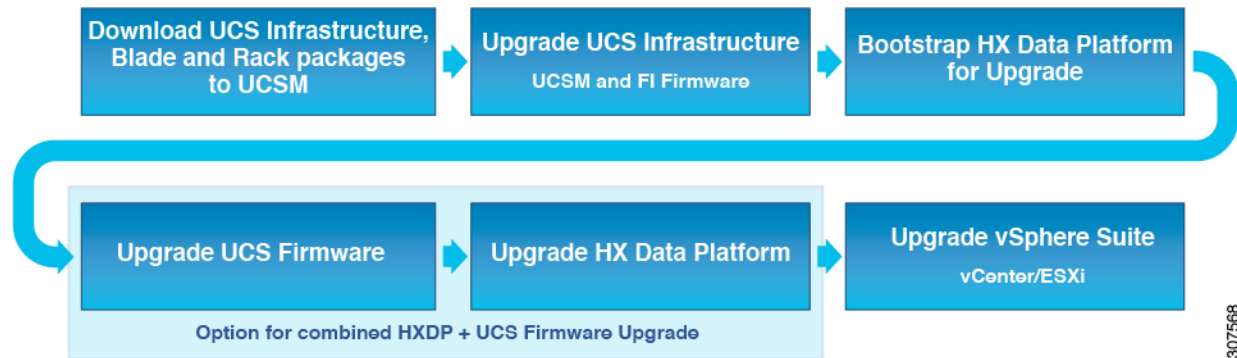 Download UCS Infrastructure,
Blade and Rack packages
to UCSM
Upgrade UCS Infrastructure
UCSM and FI Firmware
Bootstrap HX Data Platform
for Upgrade
Upgrade UCS Firmware
Upgrade HX Data Platform
Option for combined HXDP + UCS Firmware Upgrade
Upgrade vSphere Suite
vCenter/ESXi
307568